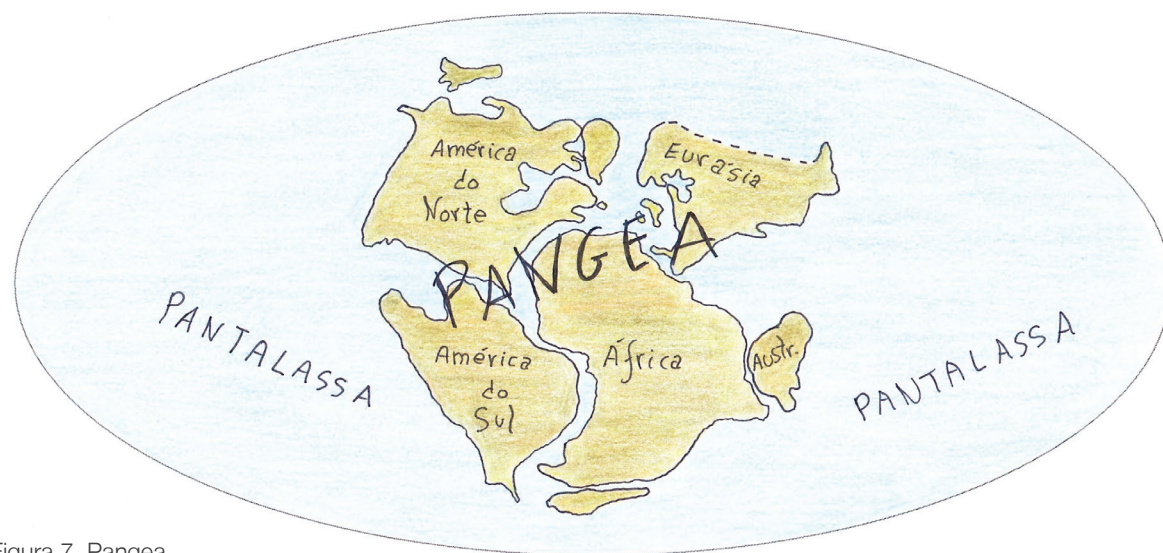 América
do
Norte
Eurásia
PANGEA
PANTALASSA
América
do
Sul
África
Austr.
PANTALASSA
Figura 7. Pangea